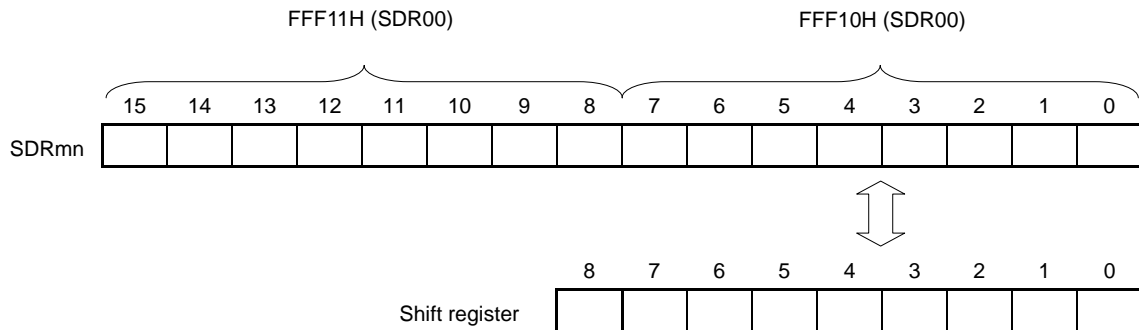 FFF11H (SDR00) FFF10H (SDR00)
15 14 13 12 11 10 9 8 7 6 5 4 3 2 1 0
SDRmn
8 7 6 5 4 3 2 1 0
Shift register